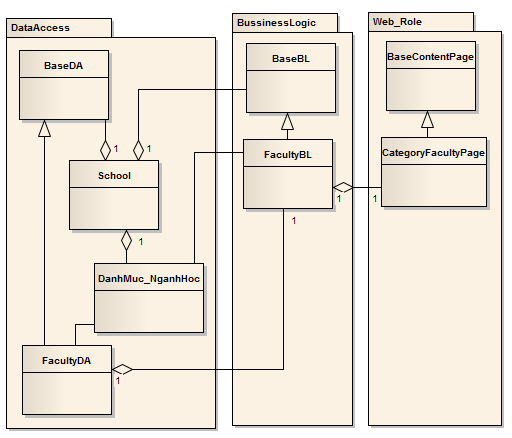 DataAccess
BussinessLogic
Web_Role
BaseDA
BaseBL
BaseContentPage
1
1
FacultyBL
CategoryFacultyPage
School
1
1
1
1
DanhMuc_NganhHoc
FacultyDA
1